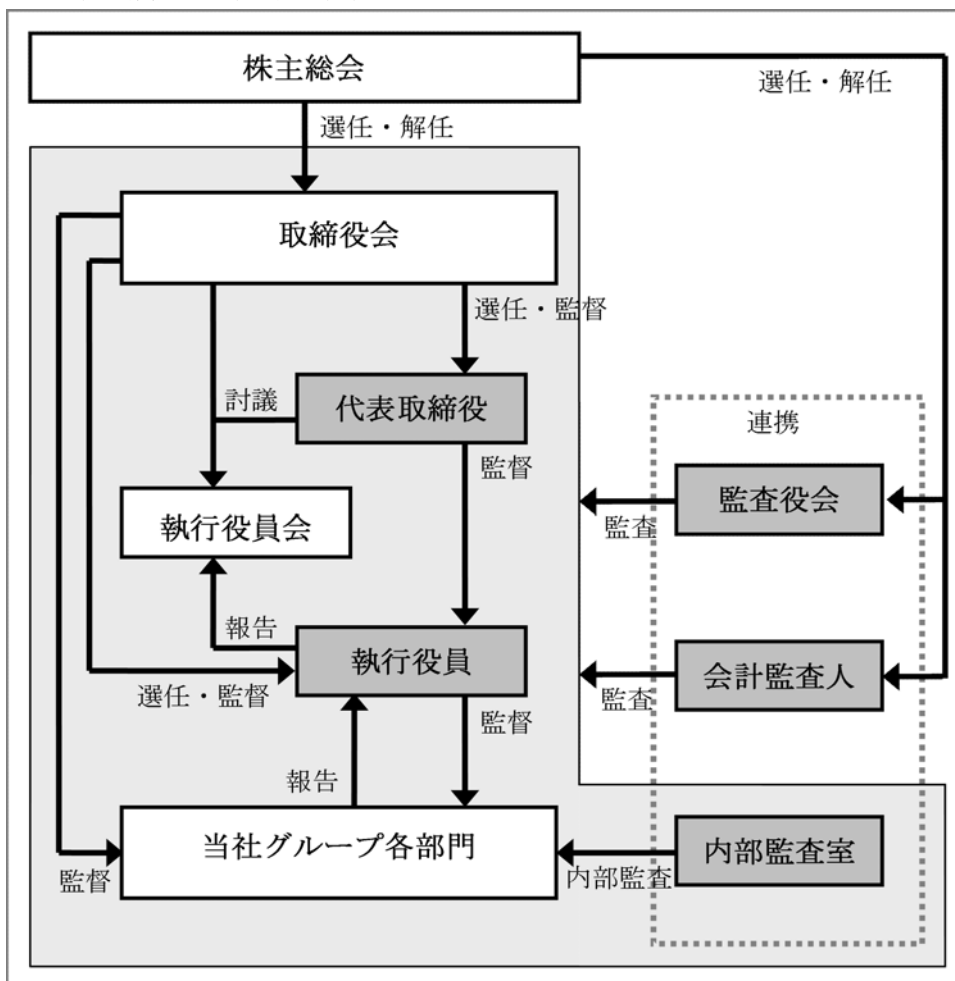 株主総会
選任・解任
選任・解任
取締役会
選任・監督
討議
代表取締役
連携
監督
監査役会
執行役員会
監査
報告
執行役員
会計監査人
選任・監督
監督
監査
報告
当社グループ各部門
内部監査室
監督
内部監査